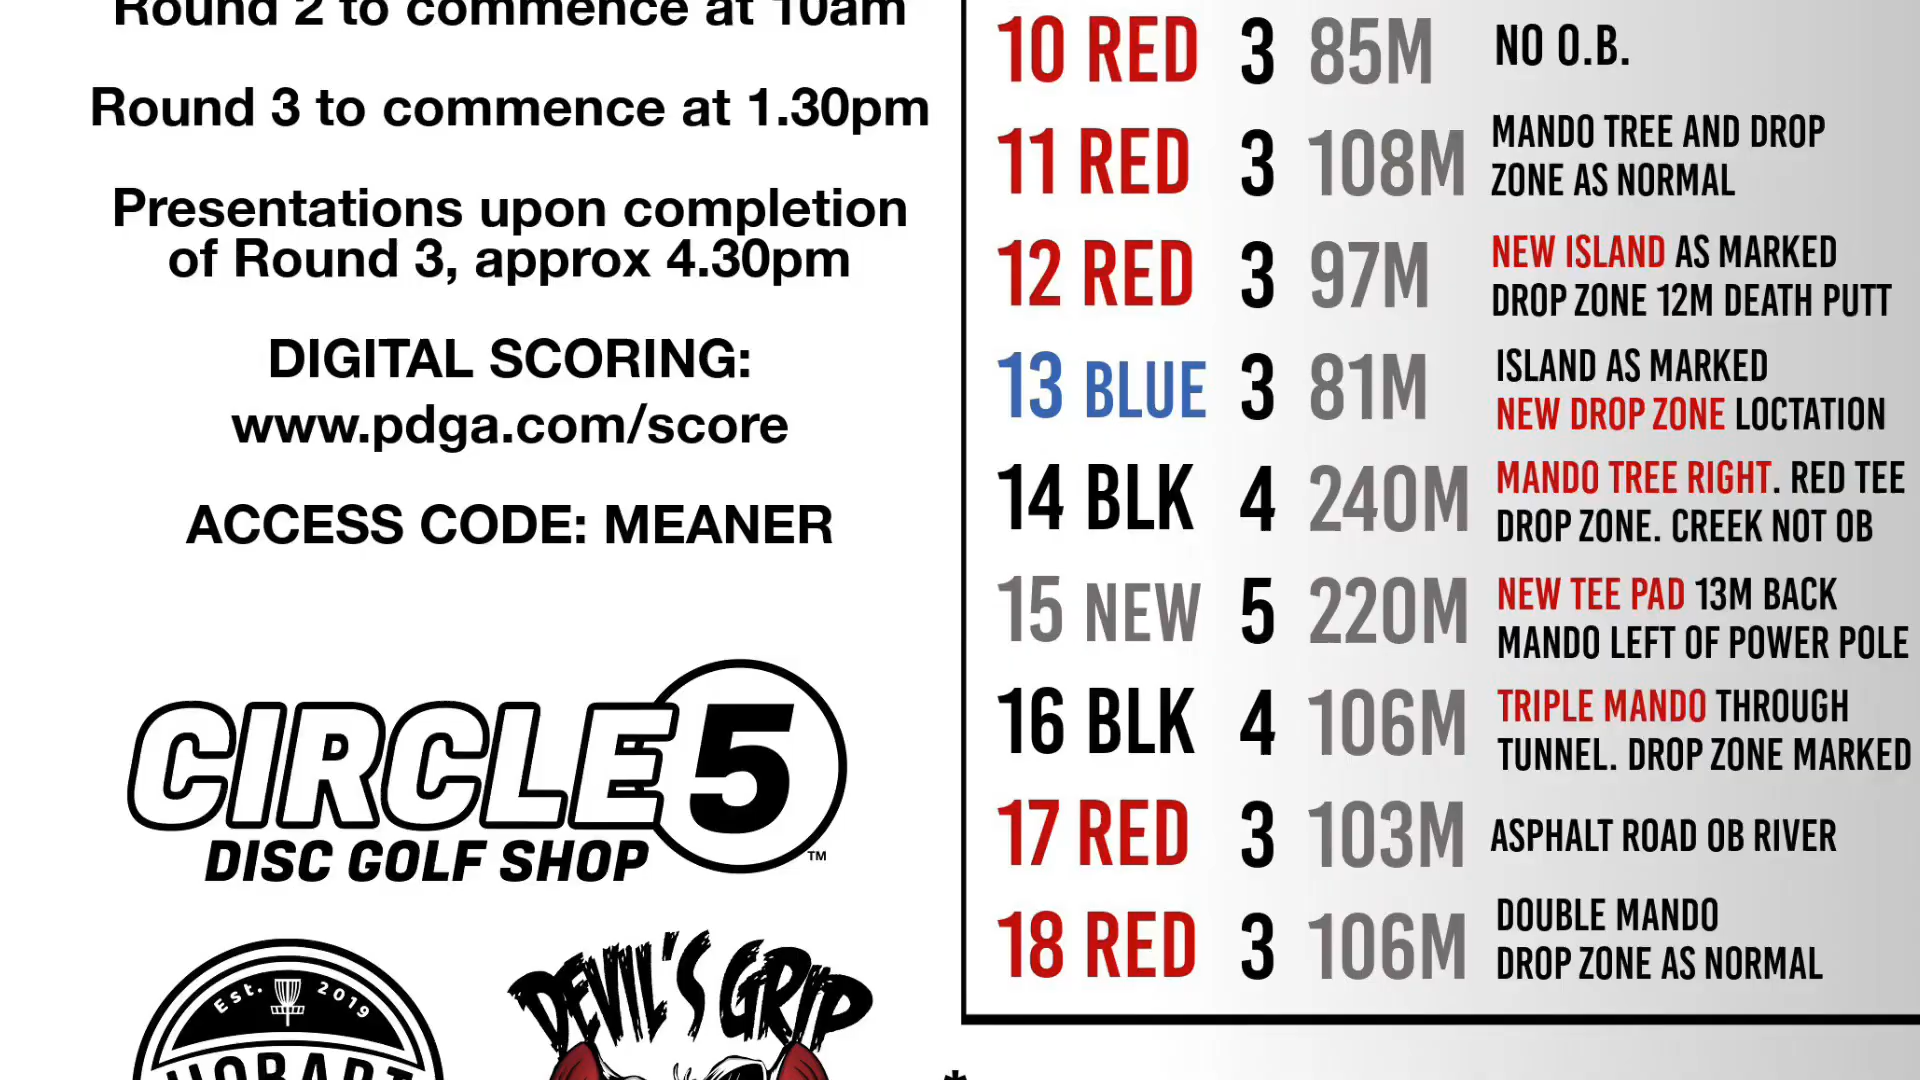 Round 2 to commence at 10am
Round 3 to commence at 1.30pm
Presentations upon completion
of Round 3, approx 4.30pm
DIGITAL SCORING:
www.pdga.com/score
ACCESS CODE: MEANER
CIRCLE 5
DISC GOLF SHOP
TM
Est. 2019
HOBART
DEVIL'S GRIP
10 RED 3 85M NO O.B.
11 RED 3 108M MANDO TREE AND DROP
ZONE AS NORMAL
12 RED 3 97M NEW ISLAND AS MARKED
DROP ZONE 12M DEATH PUTT
13 BLUE 3 81M ISLAND AS MARKED
NEW DROP ZONE LOCTATION
14 BLK 4 240M MANDO TREE RIGHT. RED TEE
DROP ZONE. CREEK NOT OB
15 NEW 5 220M NEW TEE PAD 13M BACK
MANDO LEFT OF POWER POLE
16 BLK 4 106M TRIPLE MANDO THROUGH
TUNNEL. DROP ZONE MARKED
17 RED 3 103M ASPHALT ROAD OB RIVER
18 RED 3 106M DOUBLE MANDO
DROP ZONE AS NORMAL
*